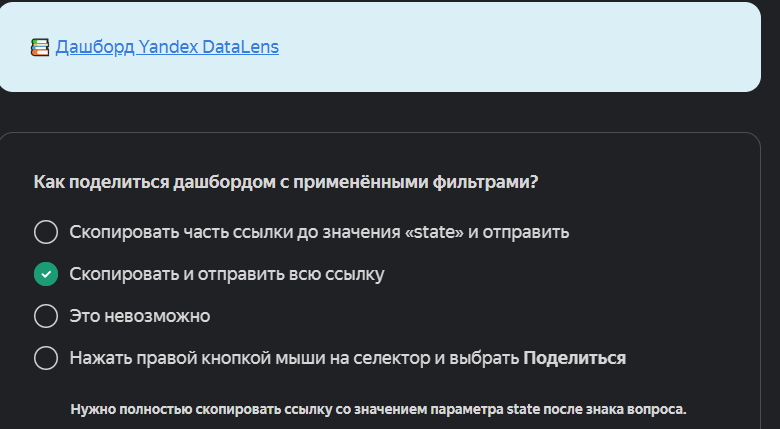 Дашборд Yandex DataLens
Как поделиться дашбордом с применёнными фильтрами?
Скопировать часть ссылки до значения «state» и отправить
Скопировать и отправить всю ссылку
Это невозможно
Нажать правой кнопкой мыши на селектор и выбрать Поделиться
Нужно полностью скопировать ссылку со значением параметра state после знака вопроса.